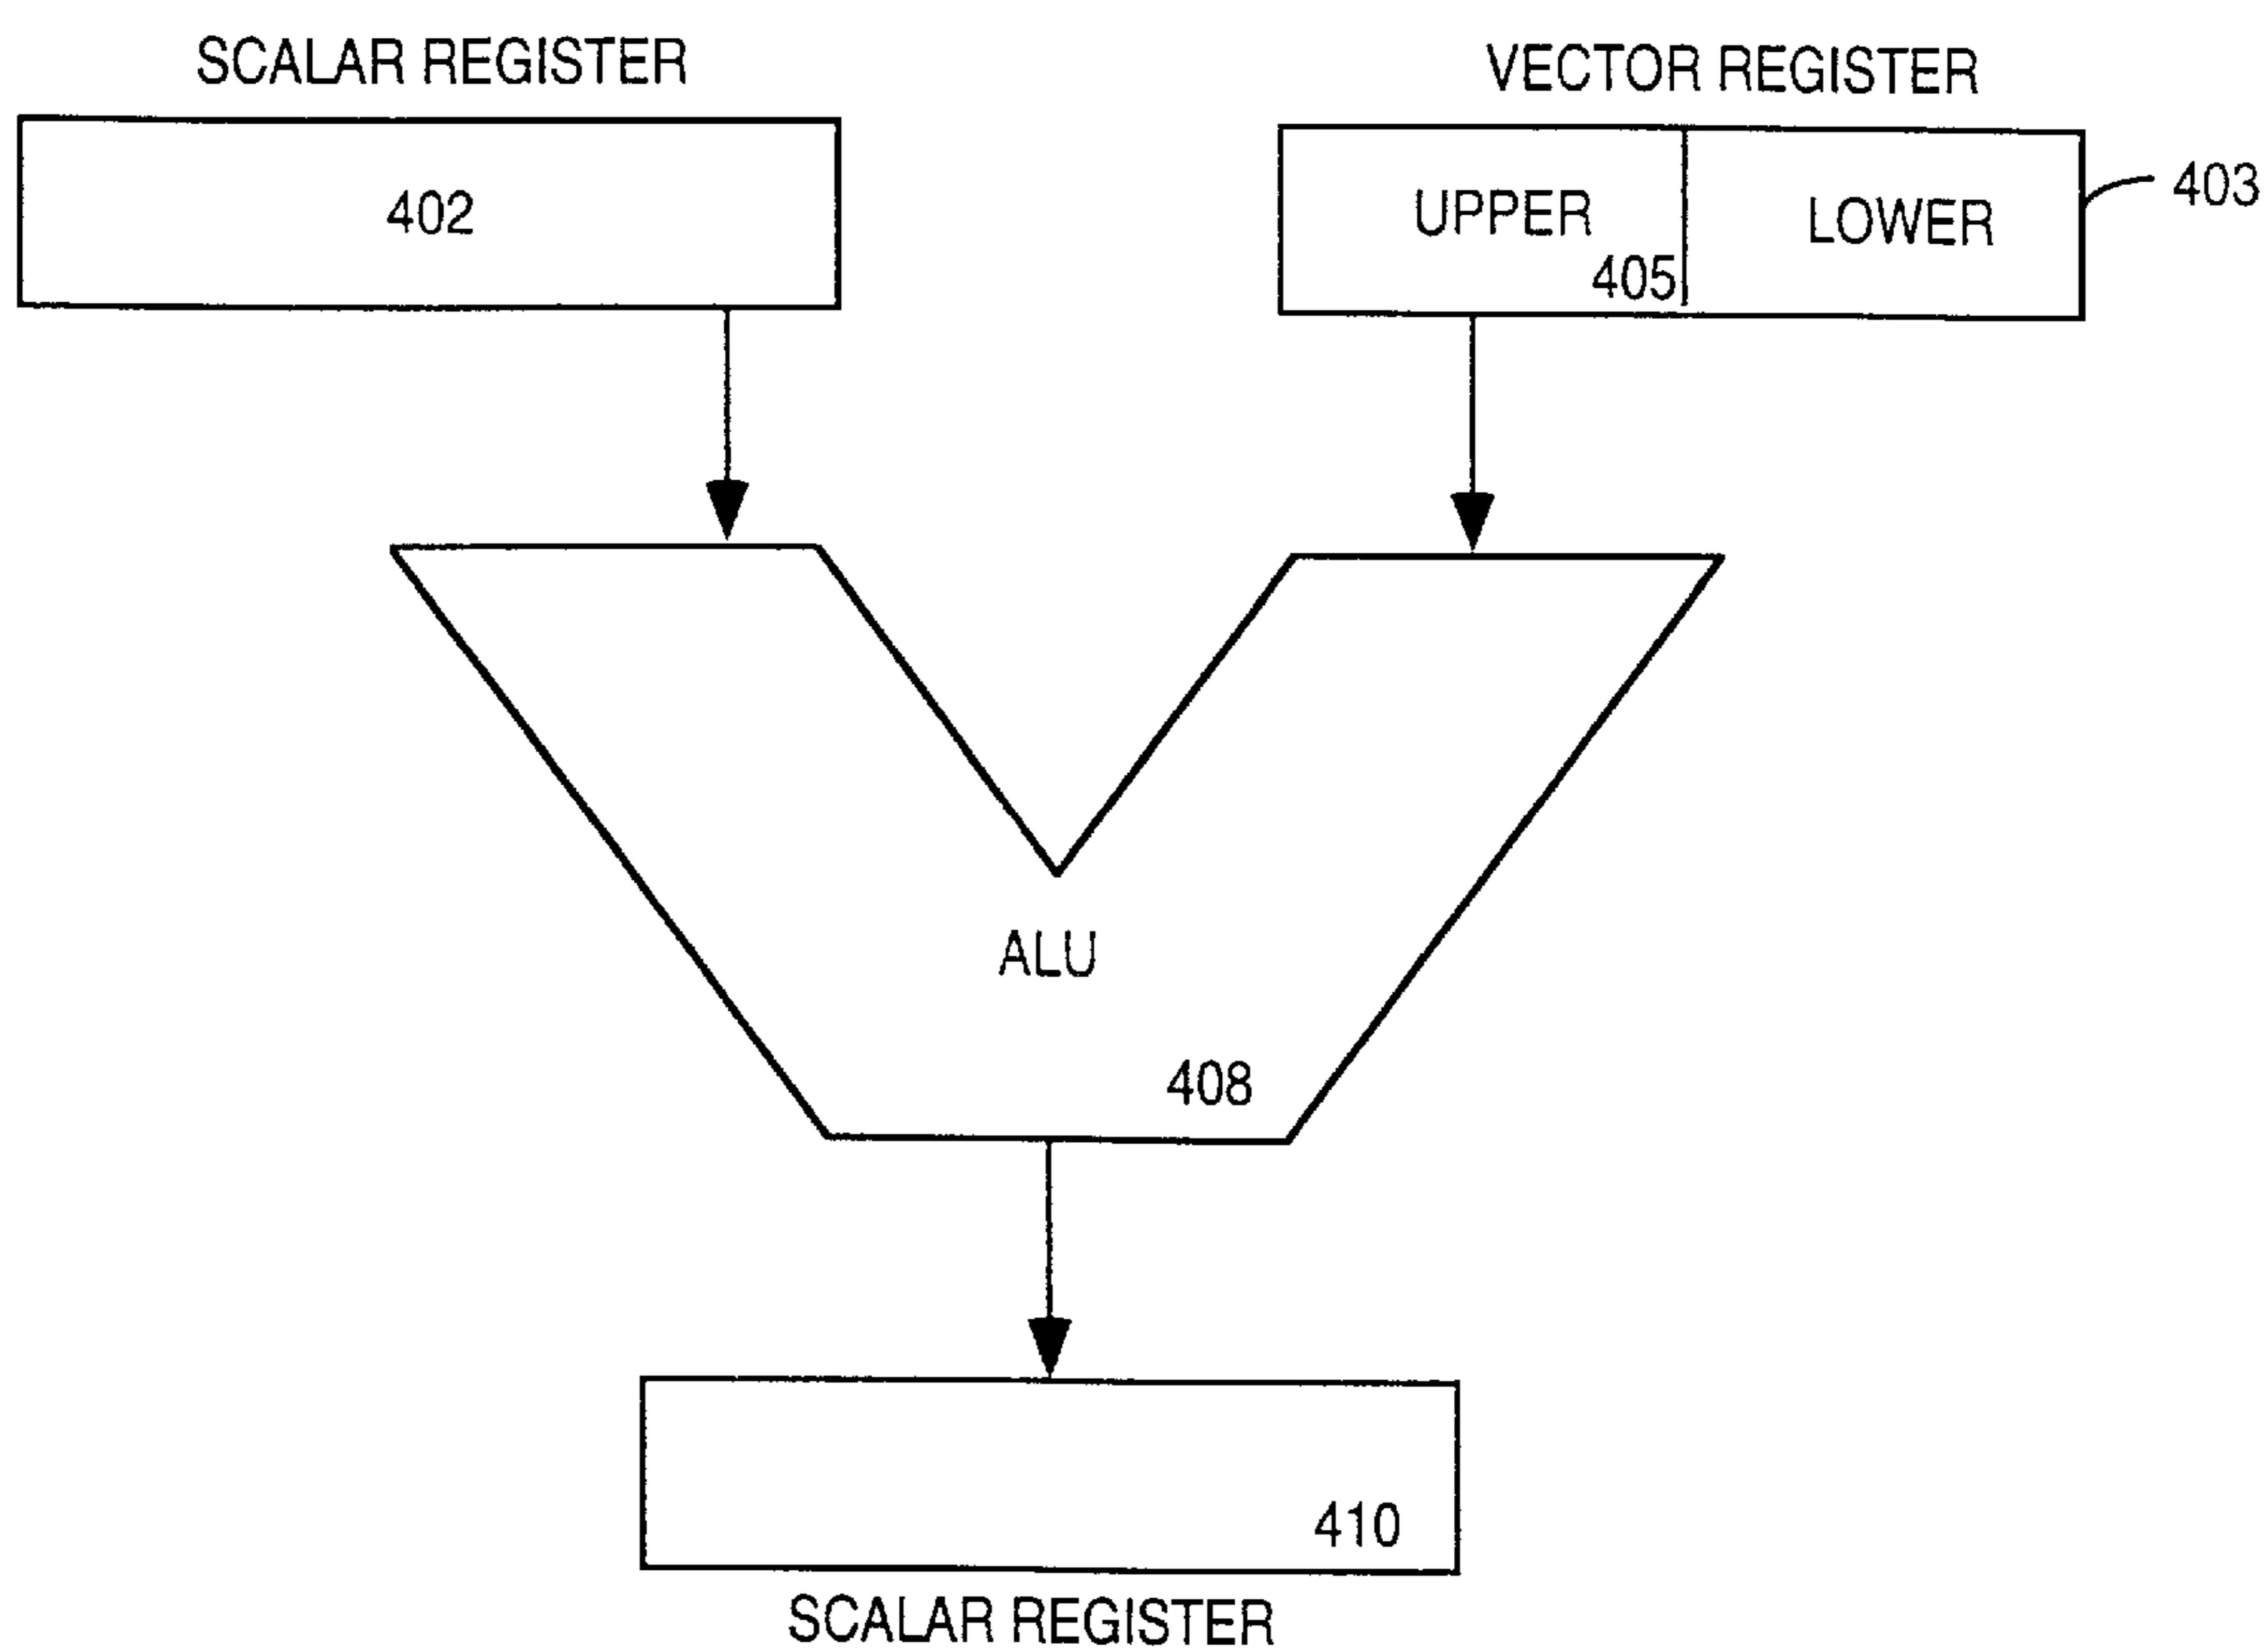 SCALAR REGISTER
VECTOR REGISTER
402
UPPER
405
LOWER
403
ALU
408
410
SCALAR REGISTER